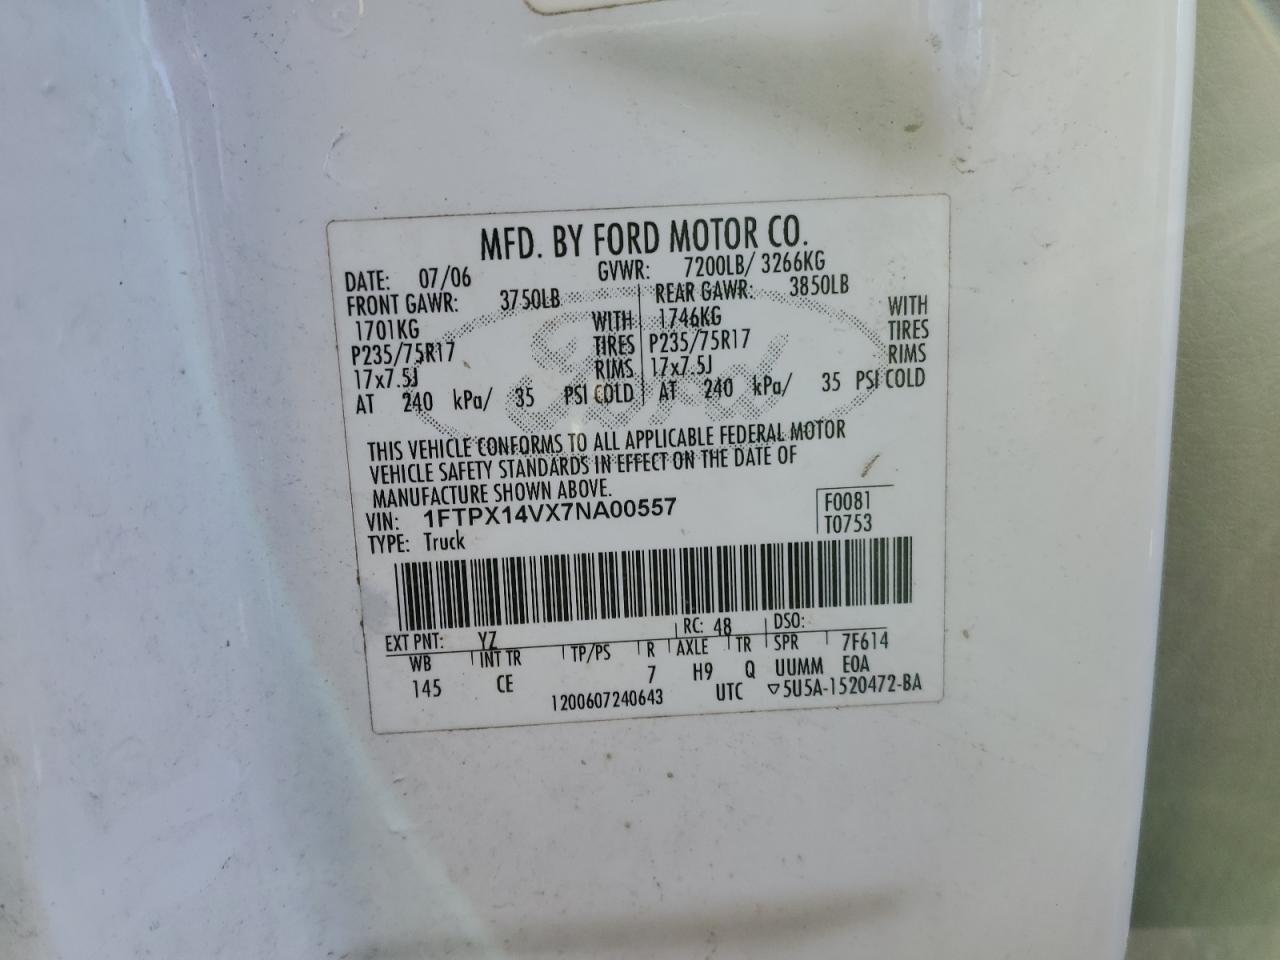 MFD. BY FORD MOTOR CO.
DATE: 07/06 GVWR: 7200LB/ 3266KG
FRONT GAWR: 3750LB REAR GAWR: 3850LB
1701KG WITH 1746KG WITH
P235/75R17 TIRES P235/75R17 TIRES
17x7.5J RIMS 17x7.5J RIMS
AT 240 kPa/ 35 PSI COLD AT 240 kPa/ 35 PSI COLD
Ford
THIS VEHICLE CONFORMS TO ALL APPLICABLE FEDERAL MOTOR
VEHICLE SAFETY STANDARDS IN EFFECT ON THE DATE OF
MANUFACTURE SHOWN ABOVE.
VIN: 1FTPX14VX7NA00557 F0081
TYPE: Truck T0753
EXT PNT: YZ RC: 48 DSO:
WB INT TR TP/PS R AXLE TR SPR 7F614
145 CE 7 H9 Q UUMM EOA
1200607240643 UTC ▽5U5A-1520472-BA